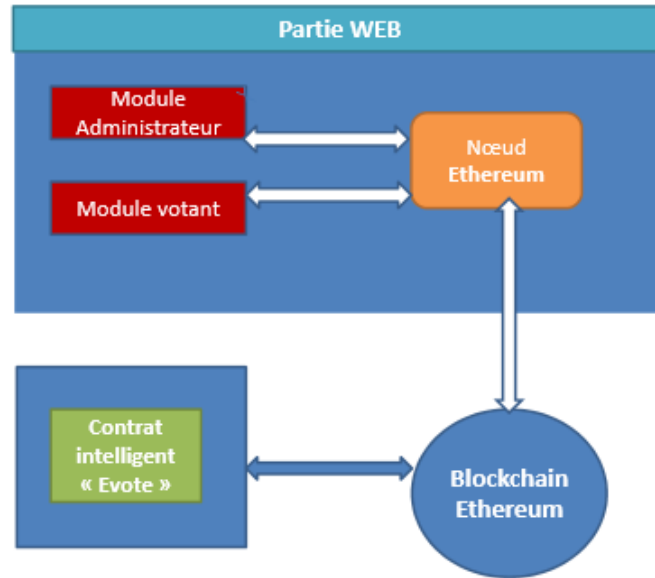 Partie WEB
Module
Administrateur
Nœud
Ethereum
Module votant
Contrat
intelligent
« Evote »
Blockchain
Ethereum